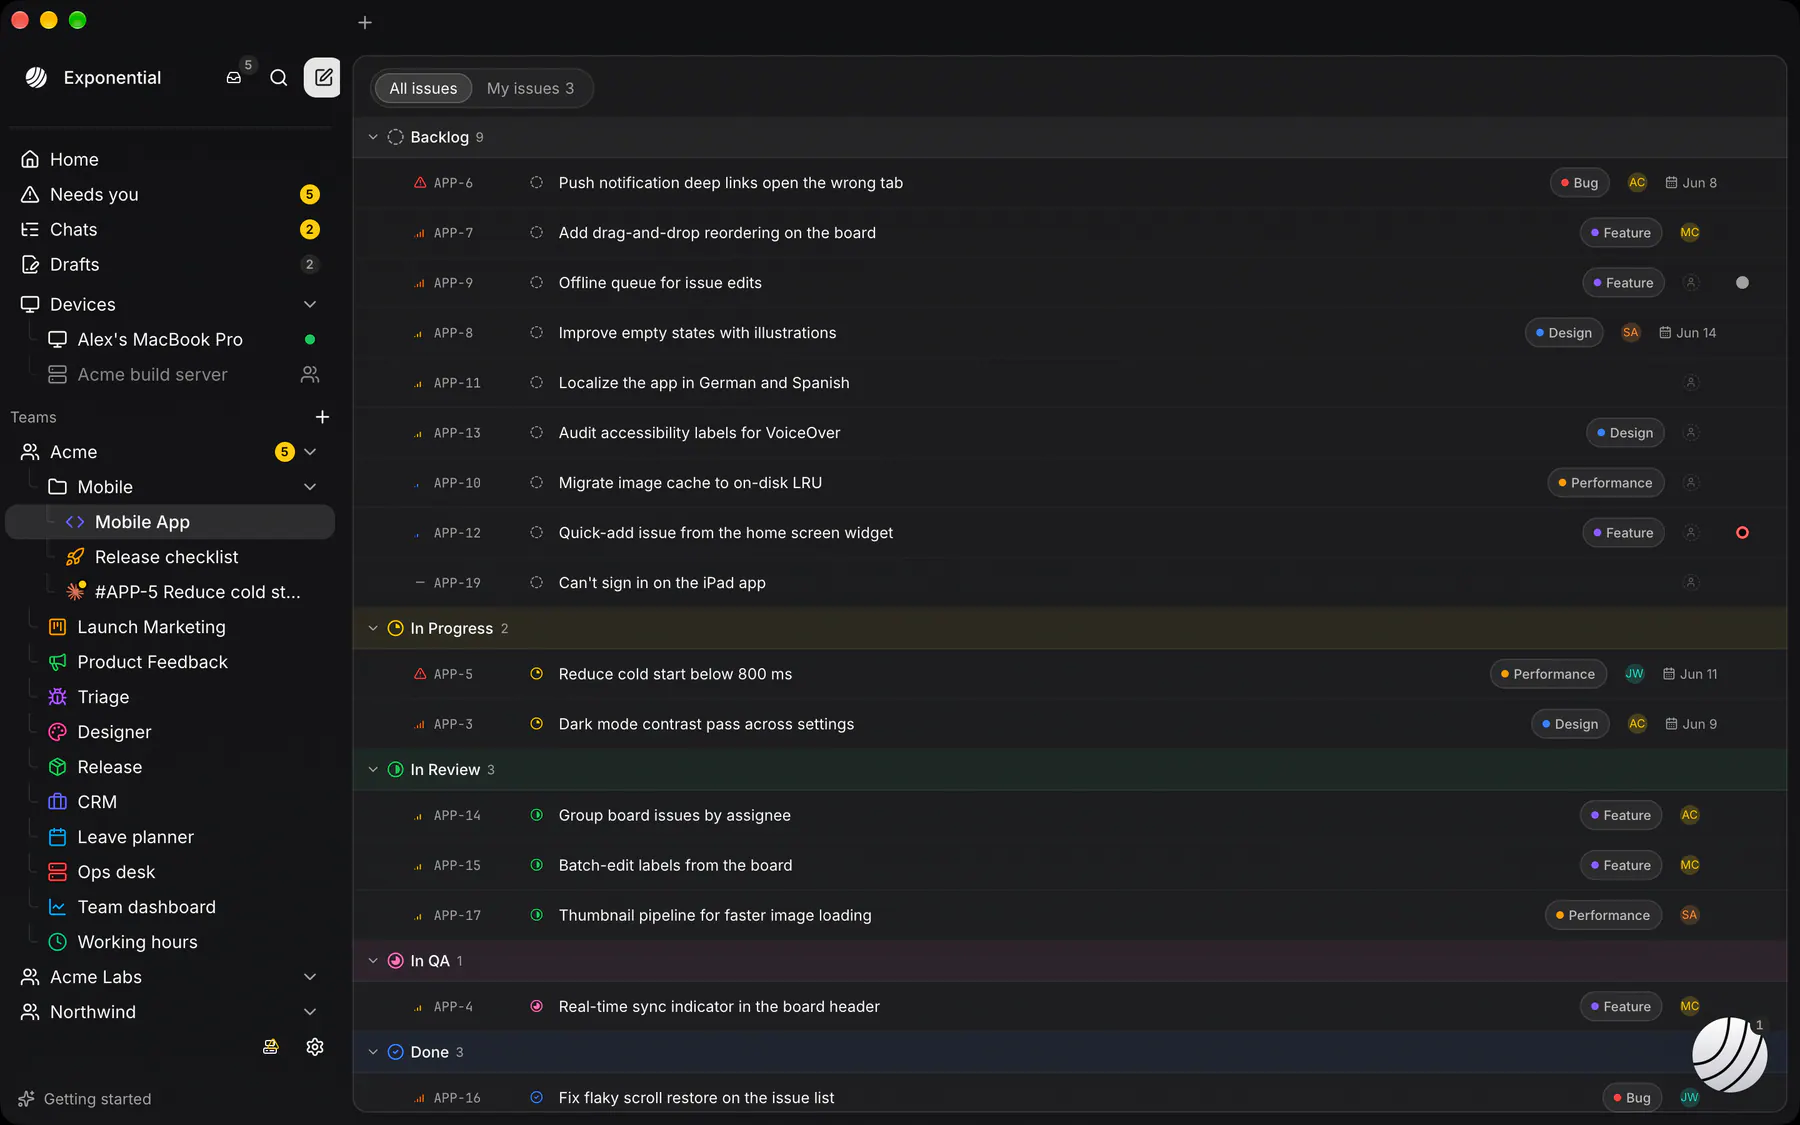 Exponential
5
Home
Needs you 5
Chats 2
Drafts 2
Devices
Alex's MacBook Pro
Acme build server
Teams
Acme 5
Mobile
Mobile App
Release checklist
#APP-5 Reduce cold st...
Launch Marketing
Product Feedback
Triage
Designer
Release
CRM
Leave planner
Ops desk
Team dashboard
Working hours
Acme Labs
Northwind
Getting started
All issues My issues 3
Backlog 9
APP-6 Push notification deep links open the wrong tab Bug AC Jun 8
APP-7 Add drag-and-drop reordering on the board Feature MC
APP-9 Offline queue for issue edits Feature
APP-8 Improve empty states with illustrations Design SA Jun 14
APP-11 Localize the app in German and Spanish
APP-13 Audit accessibility labels for VoiceOver Design
APP-10 Migrate image cache to on-disk LRU Performance
APP-12 Quick-add issue from the home screen widget Feature
APP-19 Can't sign in on the iPad app
In Progress 2
APP-5 Reduce cold start below 800 ms Performance JW Jun 11
APP-3 Dark mode contrast pass across settings Design AC Jun 9
In Review 3
APP-14 Group board issues by assignee Feature AC
APP-15 Batch-edit labels from the board Feature MC
APP-17 Thumbnail pipeline for faster image loading Performance SA
In QA 1
APP-4 Real-time sync indicator in the board header Feature MC
1
Done 3
APP-16 Fix flaky scroll restore on the issue list Bug JW